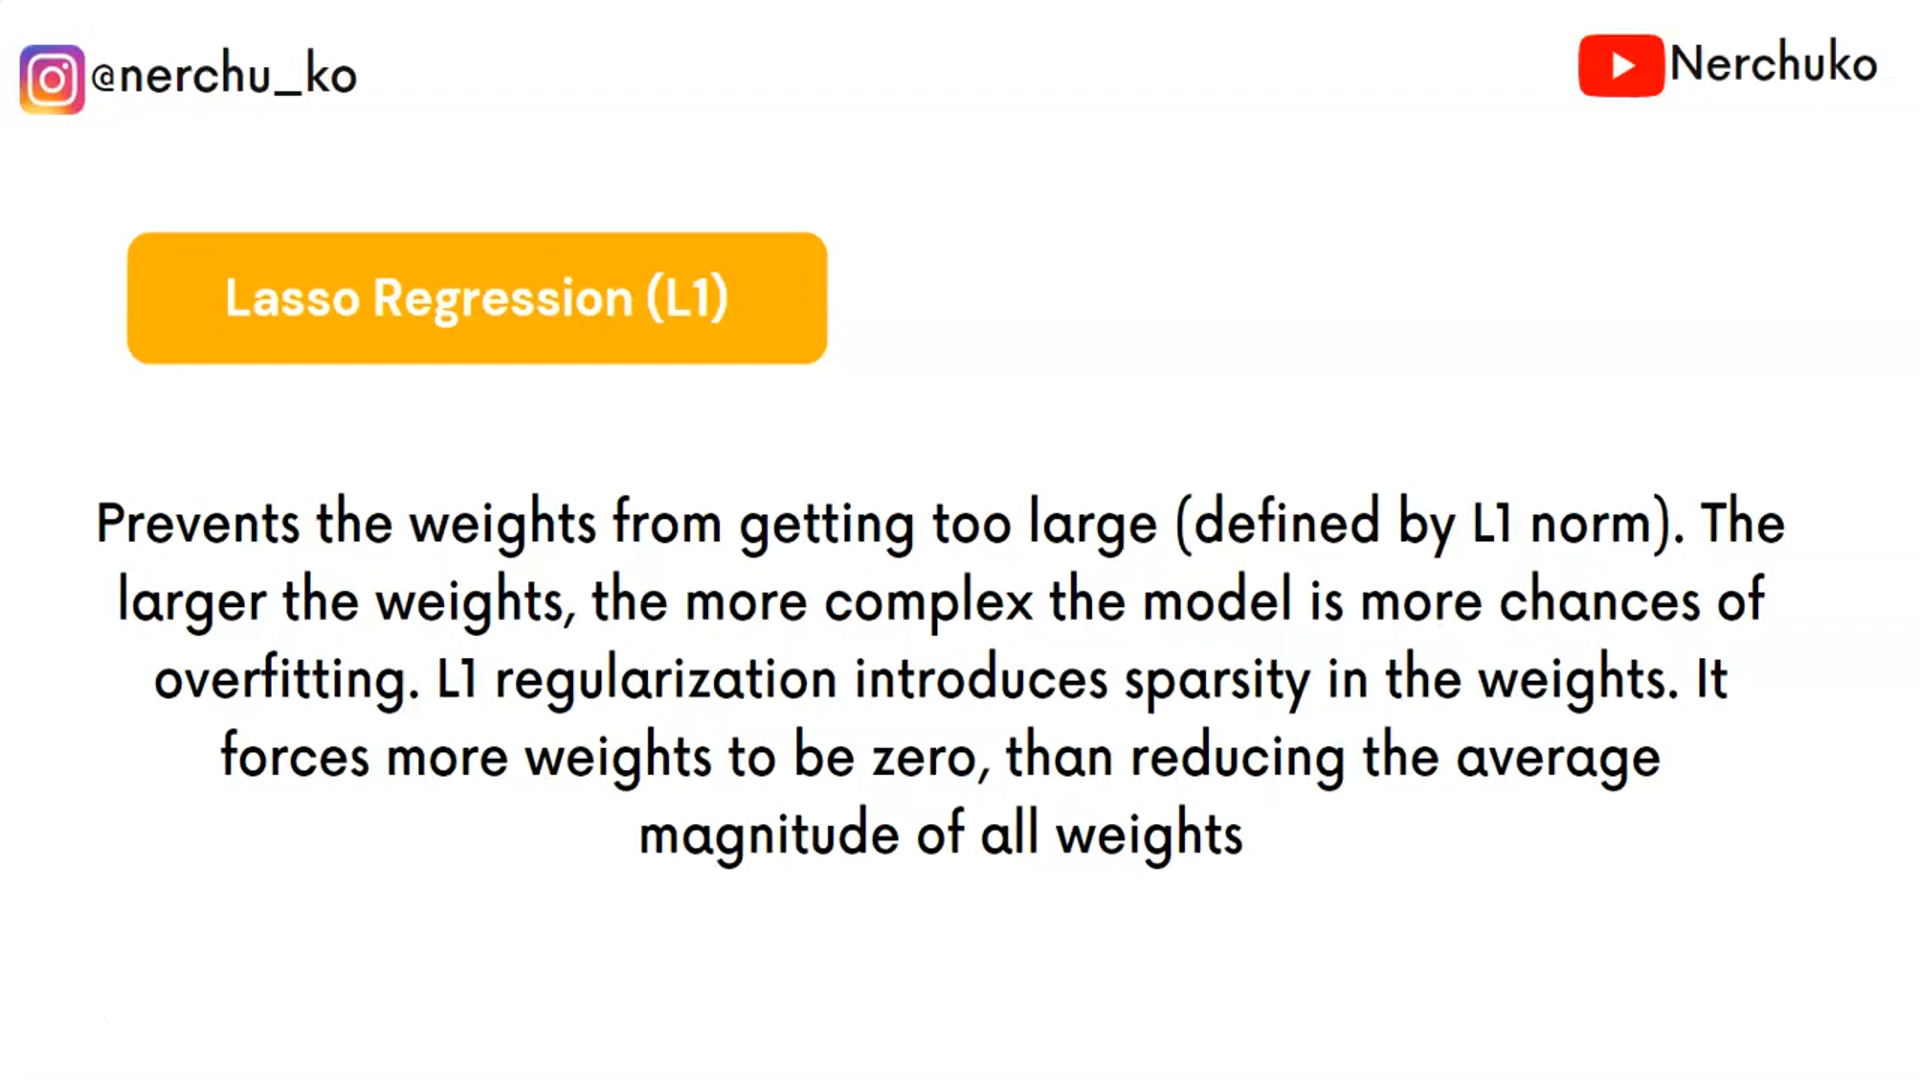 @nerchu_ko
Nerchuko
Lasso Regression (L1)
Prevents the weights from getting too large (defined by L1 norm). The
larger the weights, the more complex the model is more chances of
overfitting. L1 regularization introduces sparsity in the weights. It
forces more weights to be zero, than reducing the average
magnitude of all weights